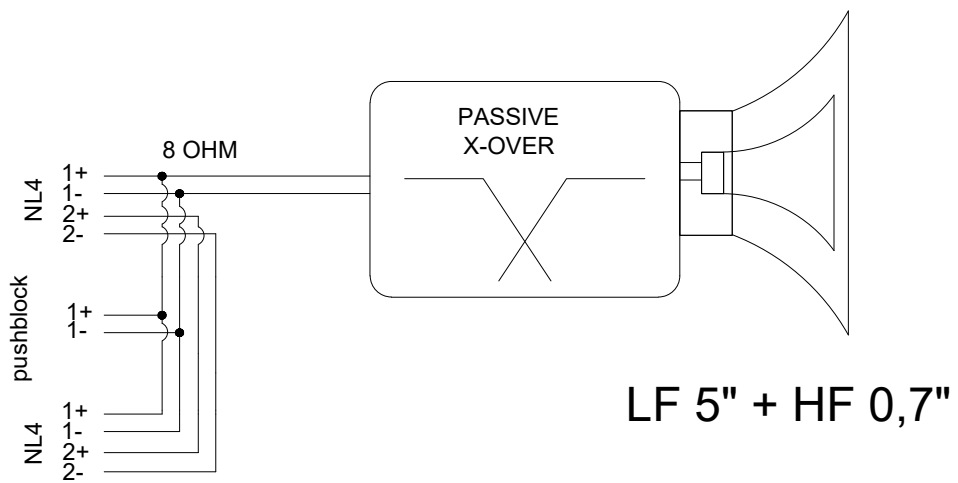 PASSIVE
X-OVER
8 OHM
NL4
1+
1-
2+
2-
pushblock
1+
1-
NL4
1+
1-
2+
2-
LF 5" + HF 0,7"